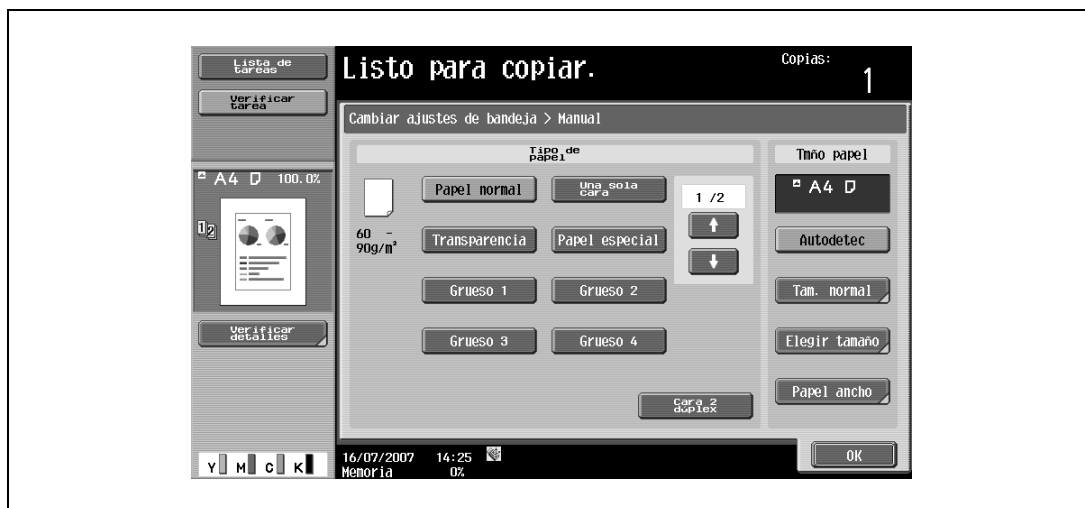 Lista de
tareas
Verificar
tarea
Listo para copiar.
Copias:
1
Cambiar ajustes de bandeja > Manual
Tipo de
papel
Tmño papel
A4 100.0%
1 2
Verificar
detalles
60 -
90g/m²
Papel normal
Una sola
cara
Transparencia
Papel especial
Grueso 1
Grueso 2
Grueso 3
Grueso 4
1 /2
↑
↓
Cara 2
dúplex
A4
Autodetec
Tam. normal
Elegir tamaño
Papel ancho
OK
Y M C K
16/07/2007 14:25
Memoria 0%